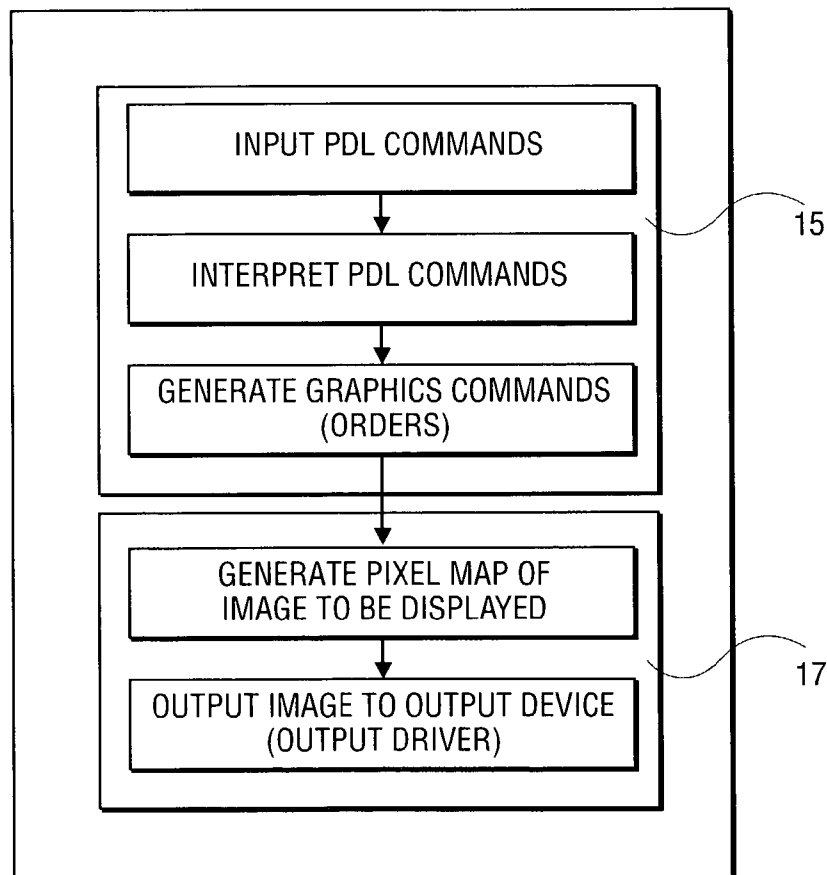 INPUT PDL COMMANDS
15
INTERPRET PDL COMMANDS
GENERATE GRAPHICS COMMANDS
(ORDERS)
GENERATE PIXEL MAP OF
IMAGE TO BE DISPLAYED
17
OUTPUT IMAGE TO OUTPUT DEVICE
(OUTPUT DRIVER)